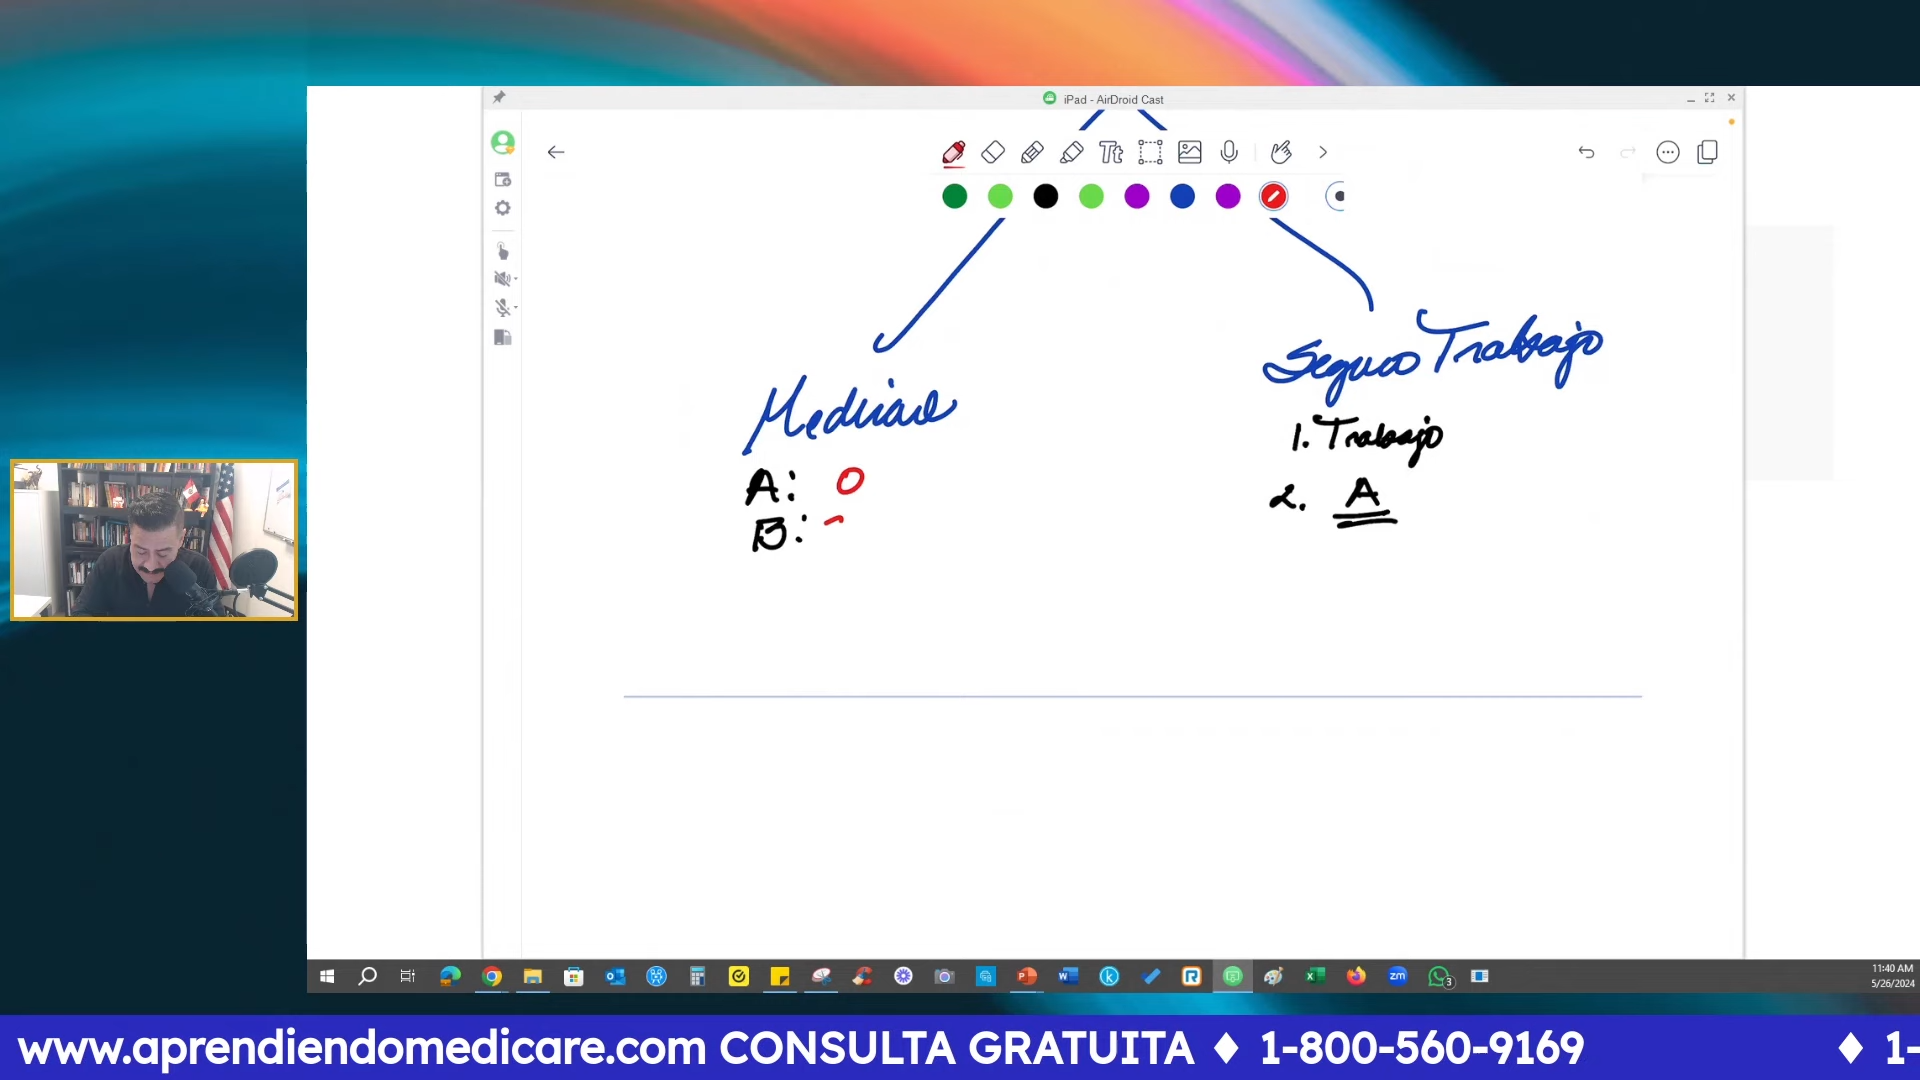 iPad - AirDroid Cast
Tt
Medicare
A: 0
B:
Seguro Trabajo
1. Trabajo
2. A
11:40 AM
5/26/2024
www.aprendiendomedicare.com CONSULTA GRATUITA ♦ 1-800-560-9169 ♦ 1-